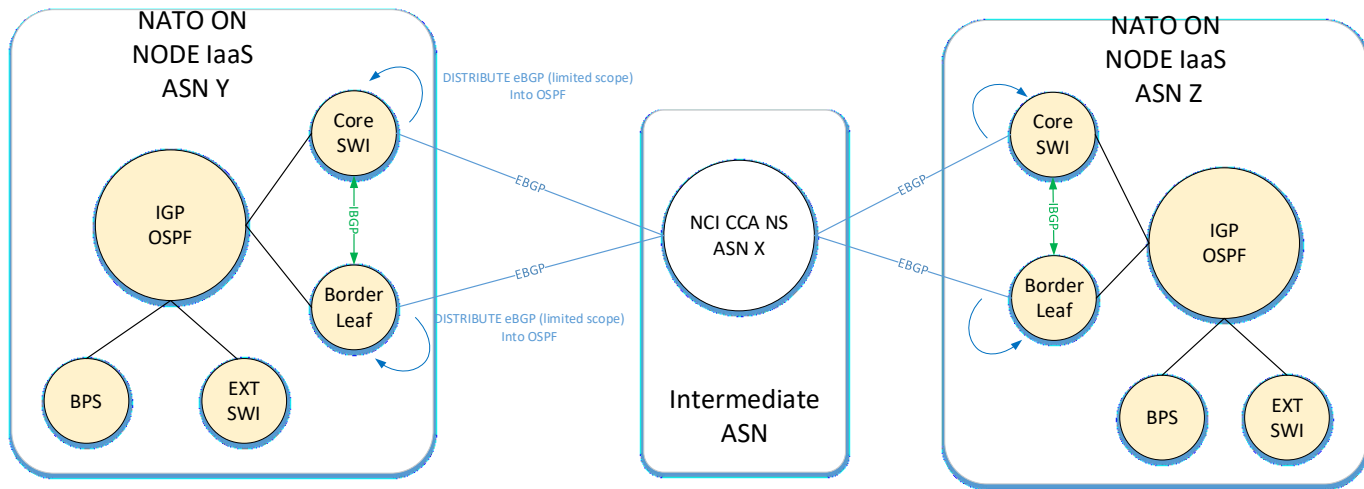 NATO ON
NODE IaaS
ASN Y
Core
SWI
DISTRIBUTE eBGP (limited scope)
Into OSPF
IGP
OSPF
IBGP
EBGP
EBGP
Border
Leaf
DISTRIBUTE eBGP (limited scope)
Into OSPF
BPS
EXT
SWI
NCI CCA NS
ASN X
Intermediate
ASN
NATO ON
NODE IaaS
ASN Z
Core
SWI
EBGP
EBGP
IBGP
IGP
OSPF
Border
Leaf
BPS
EXT
SWI